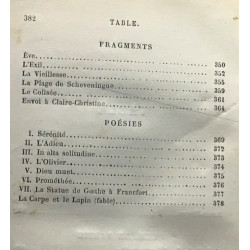 382 TABLE.
FRAGMENTS
Ève. . . . . . . . . . 350
L'Exil . . . . . . . . . . 352
La Vieillesse . . . . . . . . . . 355
La Plage de Scheveningue . . . . . . . . . . 359
Le Colisée . . . . . . . . . . 361
Envoi à Claire-Christine . . . . . . . . . . 364
POÉSIES
I. Sérénité . . . . . . . . . . 369
II. L'Adieu . . . . . . . . . . 372
III. In alta solitudine . . . . . . . . . . 373
IV. L'Olivier . . . . . . . . . . 374
V. Dieu muet . . . . . . . . . . 375
VI. Prométhée . . . . . . . . . . 376
VII. La Statue de Gœthe à Francfort . . . . 377
La Carpe et le Lapin (fable) . . . . . . . . . . 378